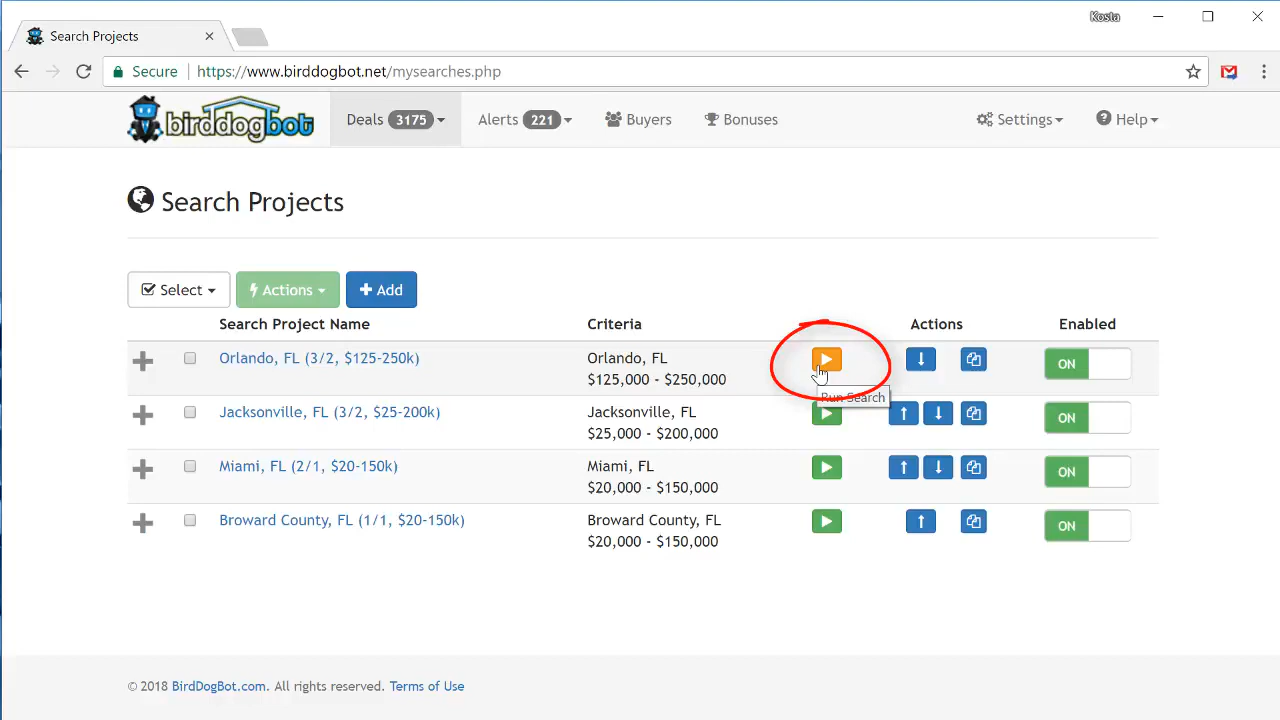 Kosta
Search Projects
Secure https://www.birddogbot.net/mysearches.php
birddogbot Deals 3175 Alerts 221 Buyers Bonuses Settings Help
Search Projects
Select Actions Add
Search Project Name Criteria Actions Enabled
Orlando, FL (3/2, $125-250k) Orlando, FL ON
$125,000 - $250,000
Run Search
Jacksonville, FL (3/2, $25-200k) Jacksonville, FL ON
$25,000 - $200,000
Miami, FL (2/1, $20-150k) Miami, FL ON
$20,000 - $150,000
Broward County, FL (1/1, $20-150k) Broward County, FL ON
$20,000 - $150,000
© 2018 BirdDogBot.com. All rights reserved. Terms of Use